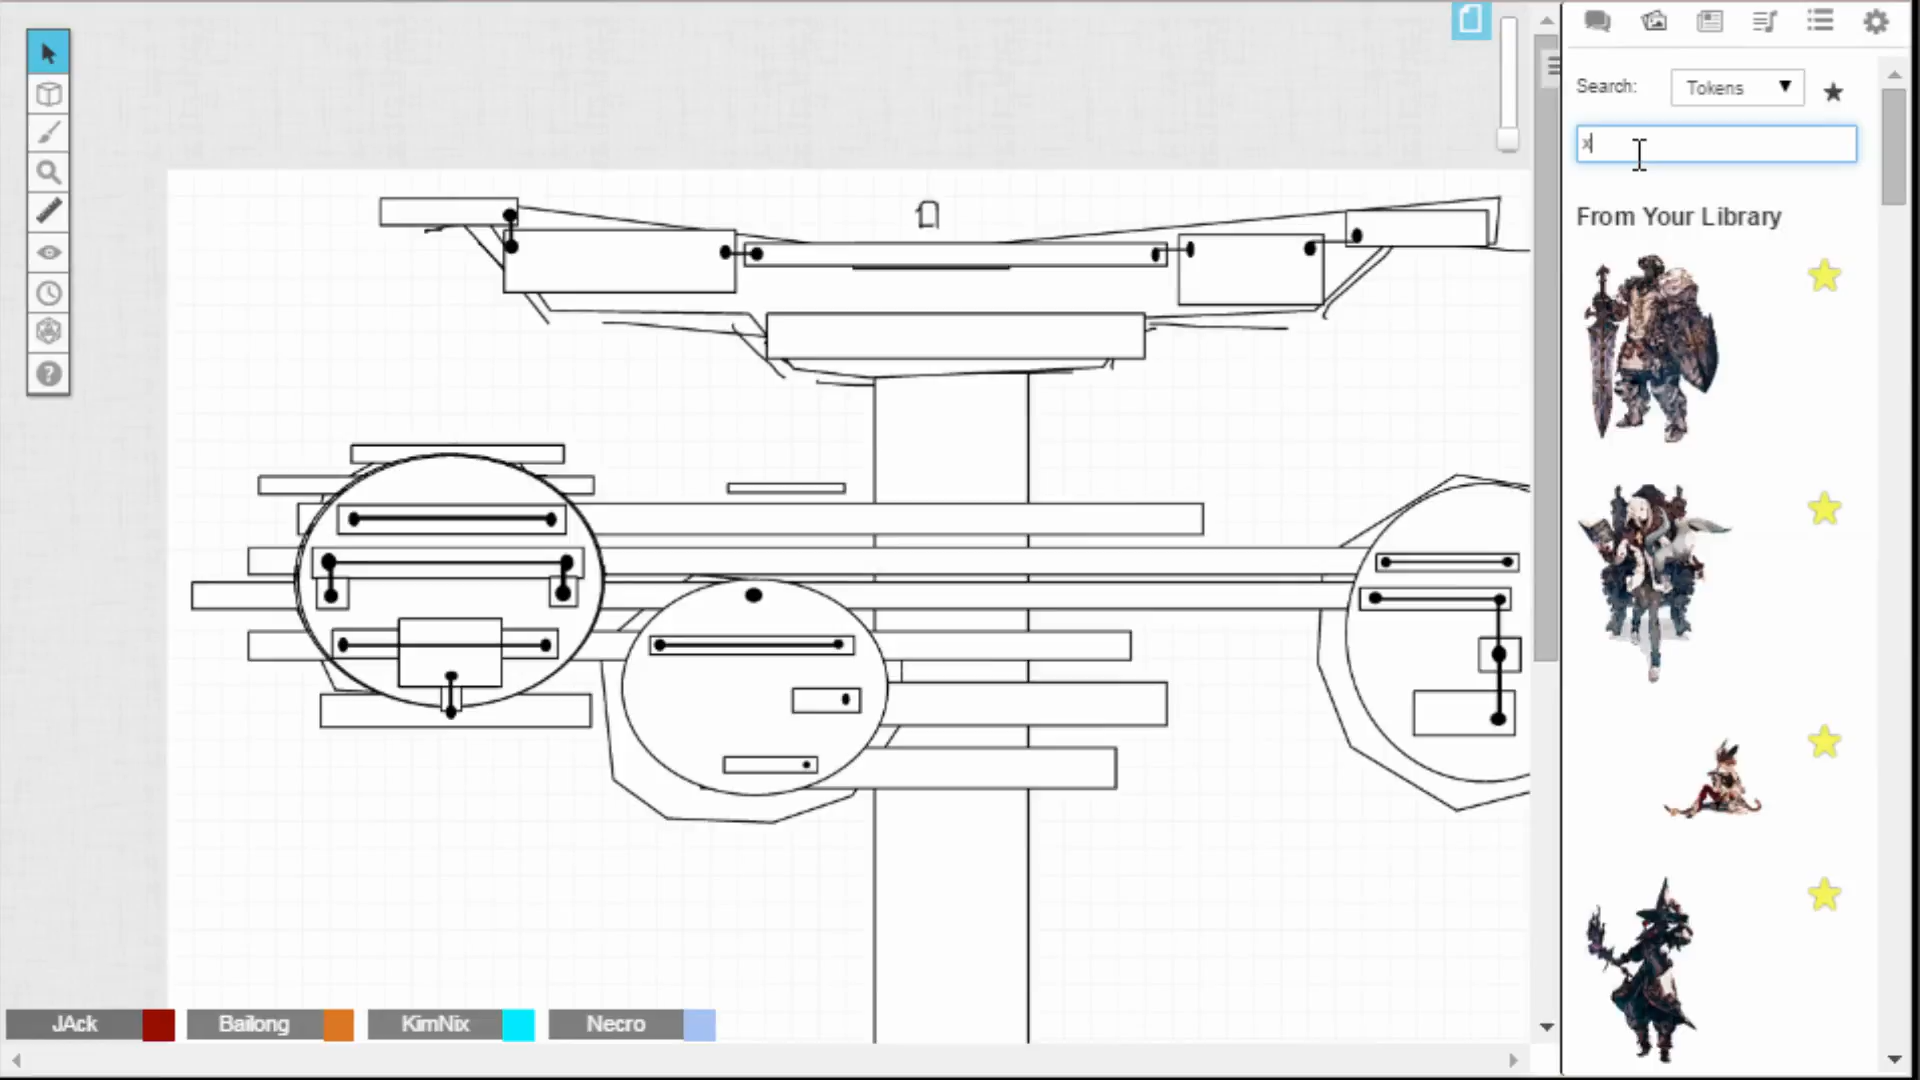 Search:
Tokens
x
From Your Library
JAck
Bailong
KimNix
Necro